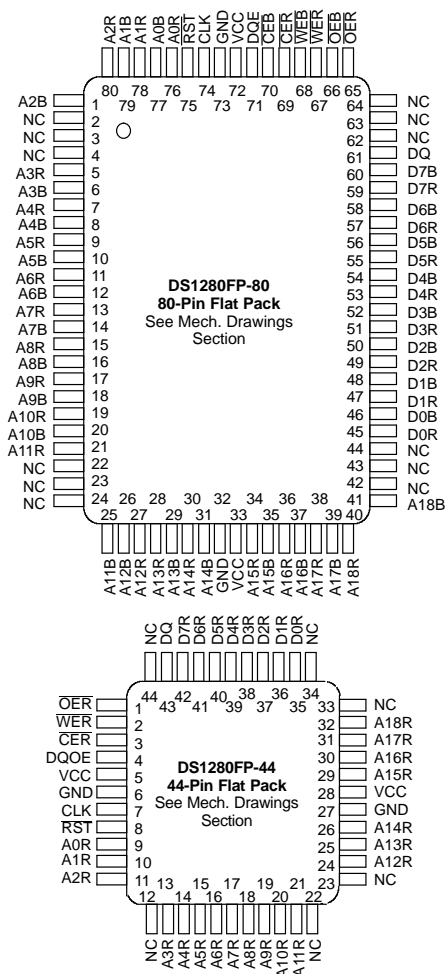 A2R A1B A1R A0B A0R RST CLK GND VCC DQE CEB CER WEB WER OEB OER
80 78 76 74 72 70 68 66 65
79 77 75 73 71 69 67
A2B 1 64 NC
NC 2 63 NC
NC 3 62 NC
NC 4 61 DQ
A3R 5 60 D7B
A3B 6 59 D7R
A4R 7 58 D6B
A4B 8 57 D6R
A5R 9 56 D5B
A5B 10 55 D5R
A6R 11 54 D4B
A6B 12 53 D4R
A7R 13 52 D3B
A7B 14 51 D3R
A8R 15 50 D2B
A8B 16 49 D2R
A9R 17 48 D1B
A9B 18 47 D1R
A10R 19 46 D0B
A10B 20 45 D0R
A11R 21 44 NC
NC 22 43 NC
NC 23 42 NC
NC 24 41 A18B
DS1280FP-80
80-Pin Flat Pack
See Mech. Drawings
Section
26 28 30 32 34 36 38
25 27 29 31 33 35 37 39 40
A11B A12B A12R A13R A13B A14R A14B GND VCC A15R A15B A16R A16B A17R A17B A18R
NC DQ D7R D6R D5R D4R D3R D2R D1R D0R NC
44 42 40 38 36 34
43 41 39 37 35
OER 1 33 NC
WER 2 32 A18R
CER 3 31 A17R
DQOE 4 30 A16R
VCC 5 29 A15R
GND 6 28 VCC
CLK 7 27 GND
RST 8 26 A14R
A0R 9 25 A13R
A1R 10 24 A12R
A2R 11 23 NC
DS1280FP-44
44-Pin Flat Pack
See Mech. Drawings
Section
13 15 17 19 21
12 14 16 18 20 22
NC A3R A4R A5R A6R A7R A8R A9R A10R A11R NC